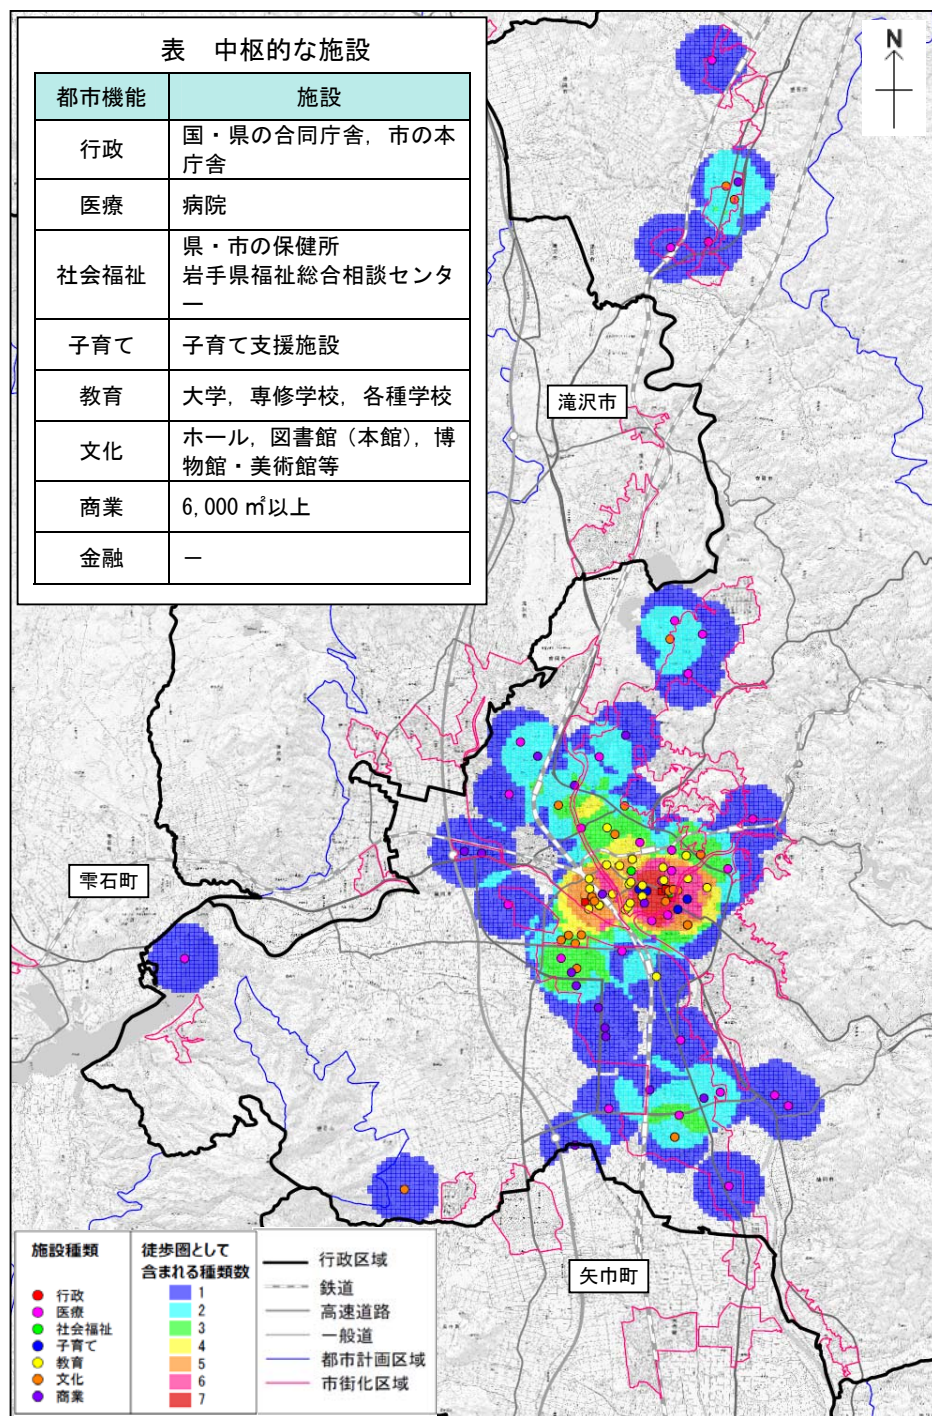 表　中枢的な施設
都市機能
施設
行政
国・県の合同庁舎，市の本
庁舎
医療
病院
社会福祉
県・市の保健所
岩手県福祉総合相談センタ
ー
子育て
子育て支援施設
教育
大学，専修学校，各種学校
文化
ホール，図書館（本館），博
物館・美術館等
商業
6,000 ㎡以上
金融
－
N
滝沢市
雫石町
矢巾町
施設種類
行政
医療
社会福祉
子育て
教育
文化
商業
徒歩圏として
含まれる種類数
1
2
3
4
5
6
7
行政区域
鉄道
高速道路
一般道
都市計画区域
市街化区域